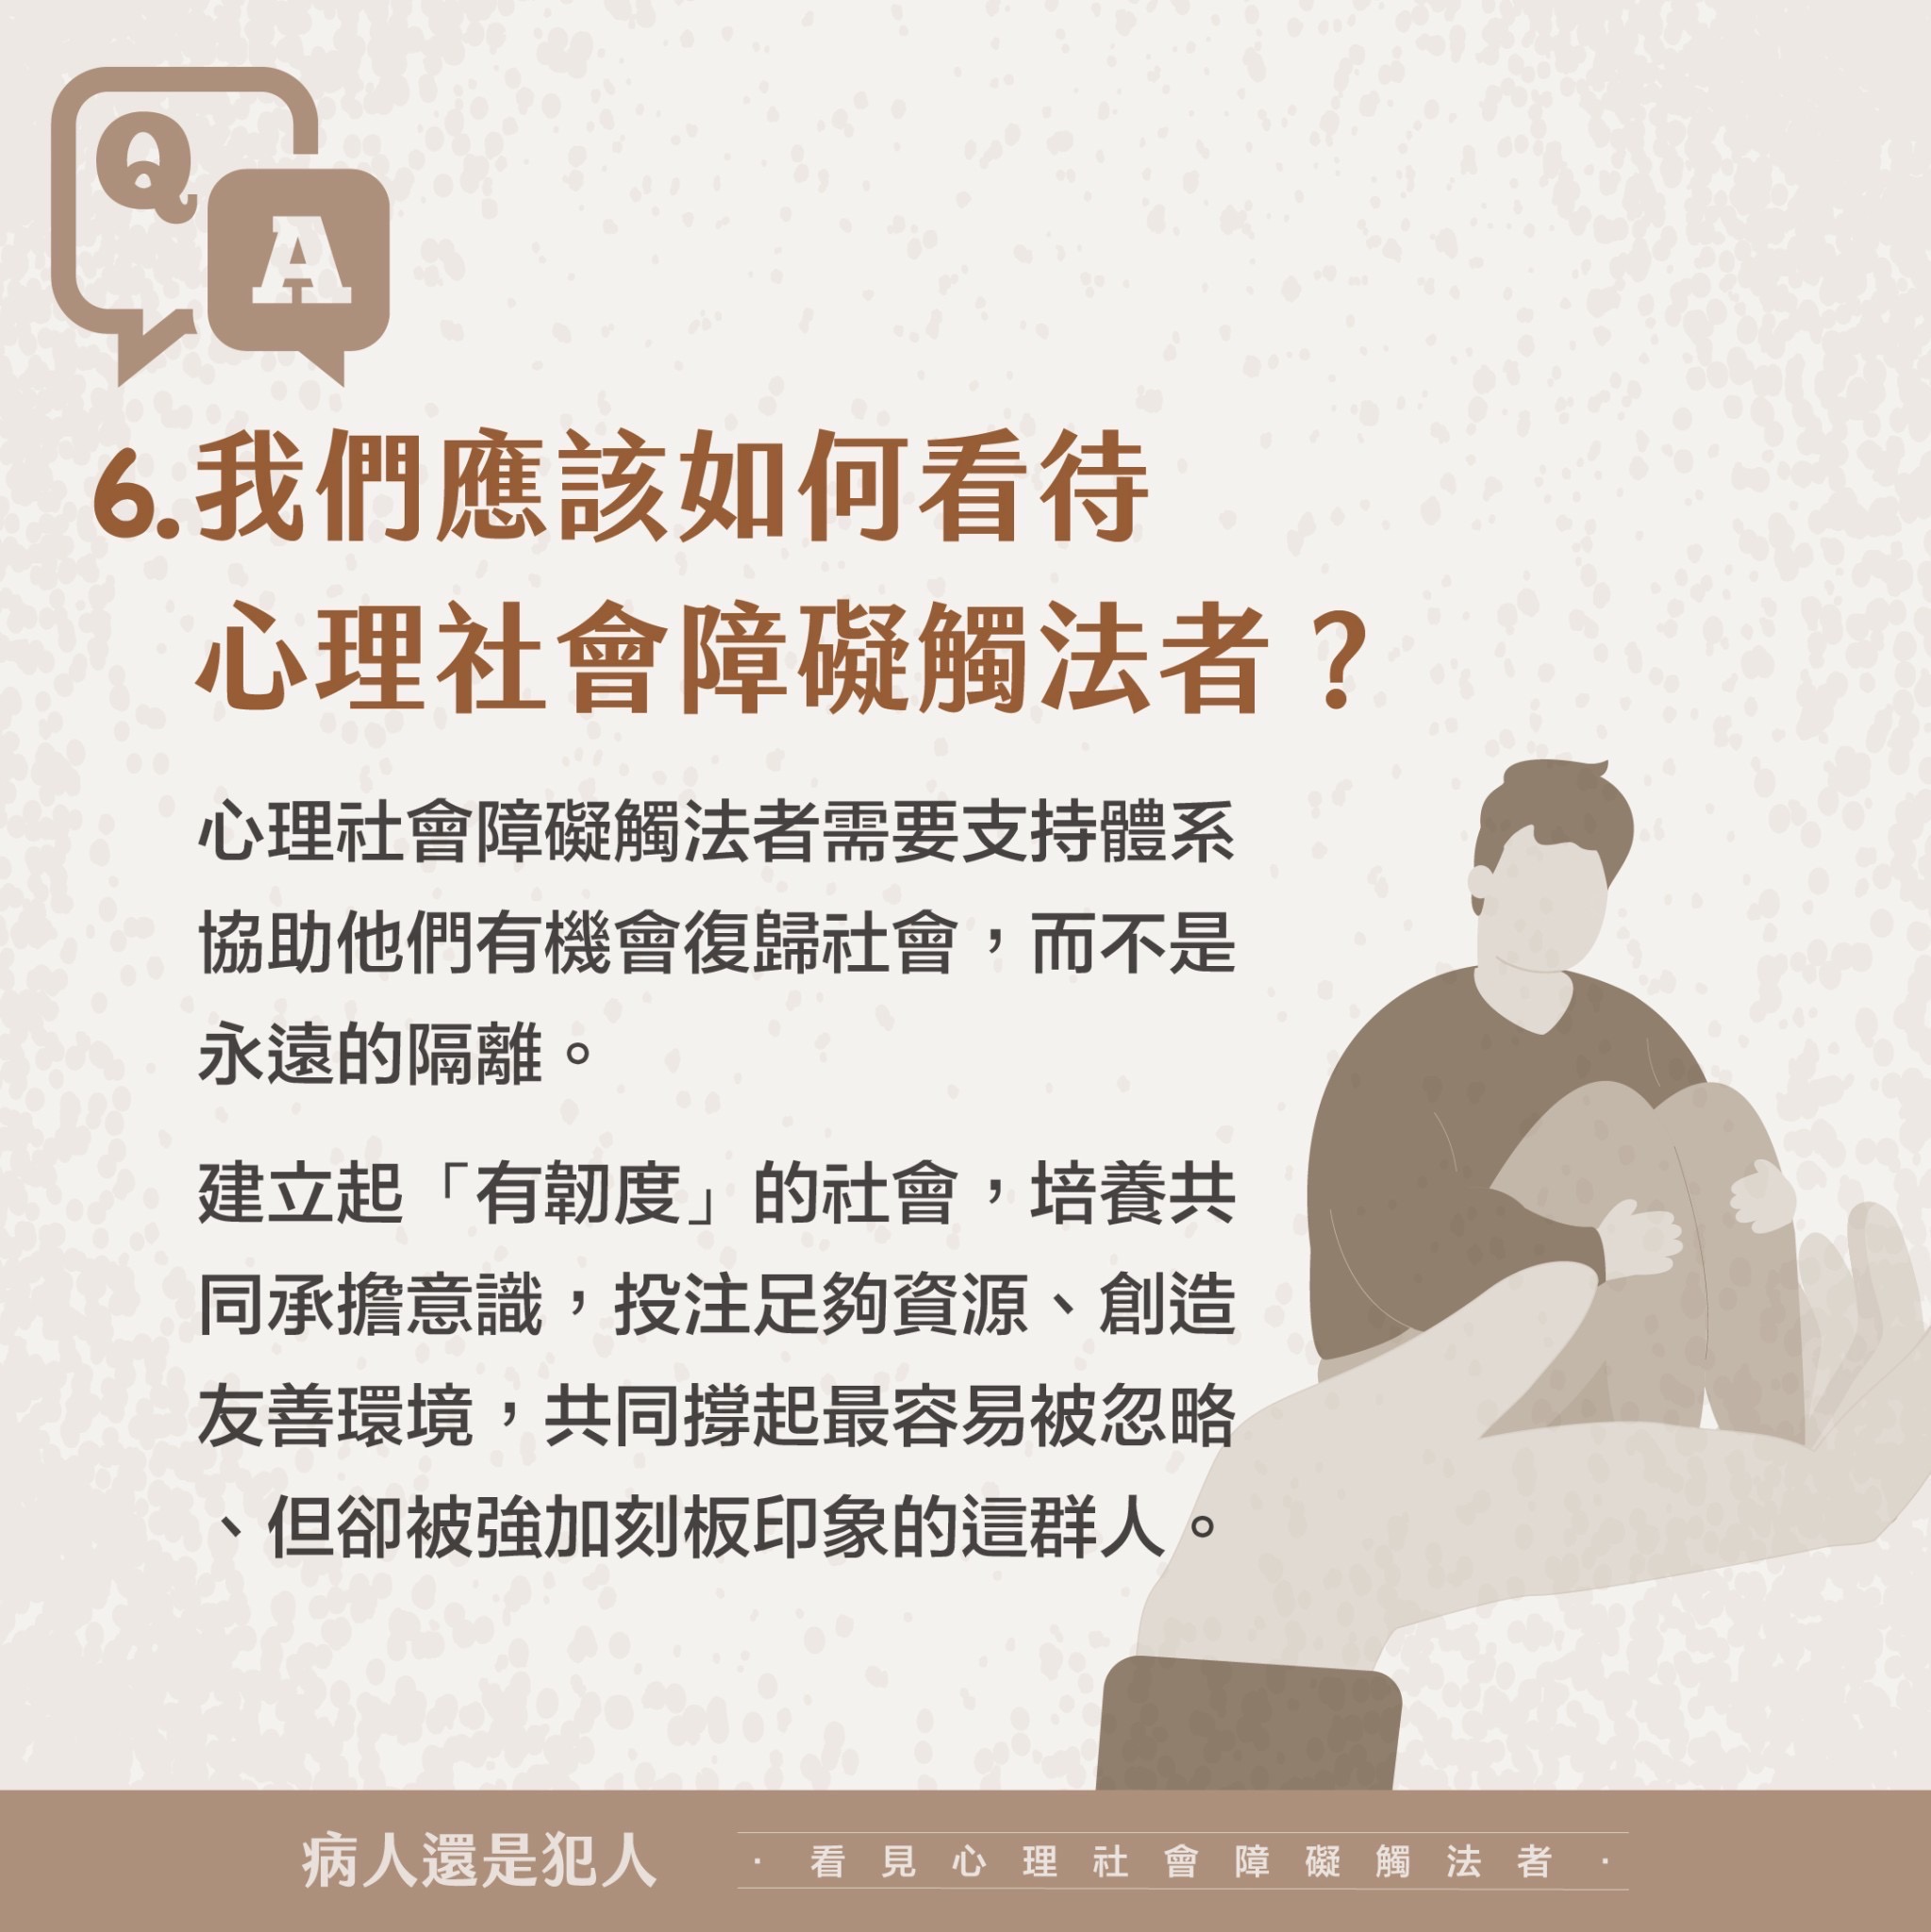 Q
A
6.我們應該如何看待
心理社會障礙觸法者？
心理社會障礙觸法者需要支持體系
協助他們有機會復歸社會，而不是
永遠的隔離。
建立起「有韌度」的社會，培養共
同承擔意識，投注足夠資源、創造
友善環境，共同撐起最容易被忽略
、但卻被強加刻板印象的這群人。
病人還是犯人
·看見心理社會障礙觸法者·